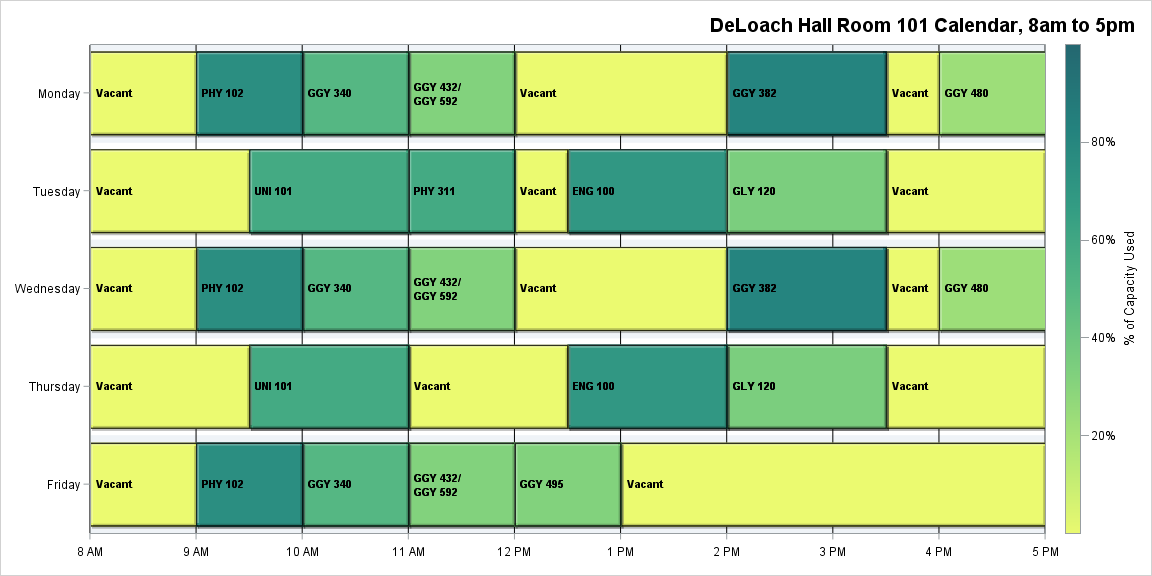 DeLoach Hall Room 101 Calendar, 8am to 5pm
Monday
Vacant
PHY 102
GGY 340
GGY 432/
GGY 592
Vacant
GGY 382
Vacant
GGY 480
Tuesday
Vacant
UNI 101
PHY 311
Vacant
ENG 100
GLY 120
Vacant
Wednesday
Vacant
PHY 102
GGY 340
GGY 432/
GGY 592
Vacant
GGY 382
Vacant
GGY 480
Thursday
Vacant
UNI 101
Vacant
ENG 100
GLY 120
Vacant
Friday
Vacant
PHY 102
GGY 340
GGY 432/
GGY 592
GGY 495
Vacant
8 AM
9 AM
10 AM
11 AM
12 PM
1 PM
2 PM
3 PM
4 PM
5 PM
80%
60%
40%
20%
% of Capacity Used